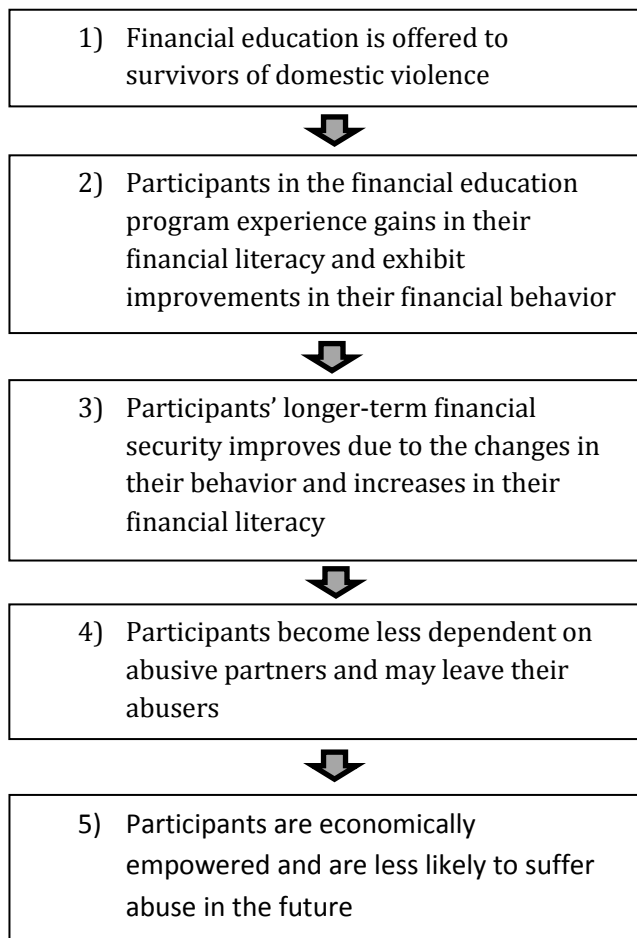 1) Financial education is offered to
survivors of domestic violence
2) Participants in the financial education
program experience gains in their
financial literacy and exhibit
improvements in their financial behavior
3) Participants’ longer-term financial
security improves due to the changes in
their behavior and increases in their
financial literacy
4) Participants become less dependent on
abusive partners and may leave their
abusers
5) Participants are economically
empowered and are less likely to suffer
abuse in the future